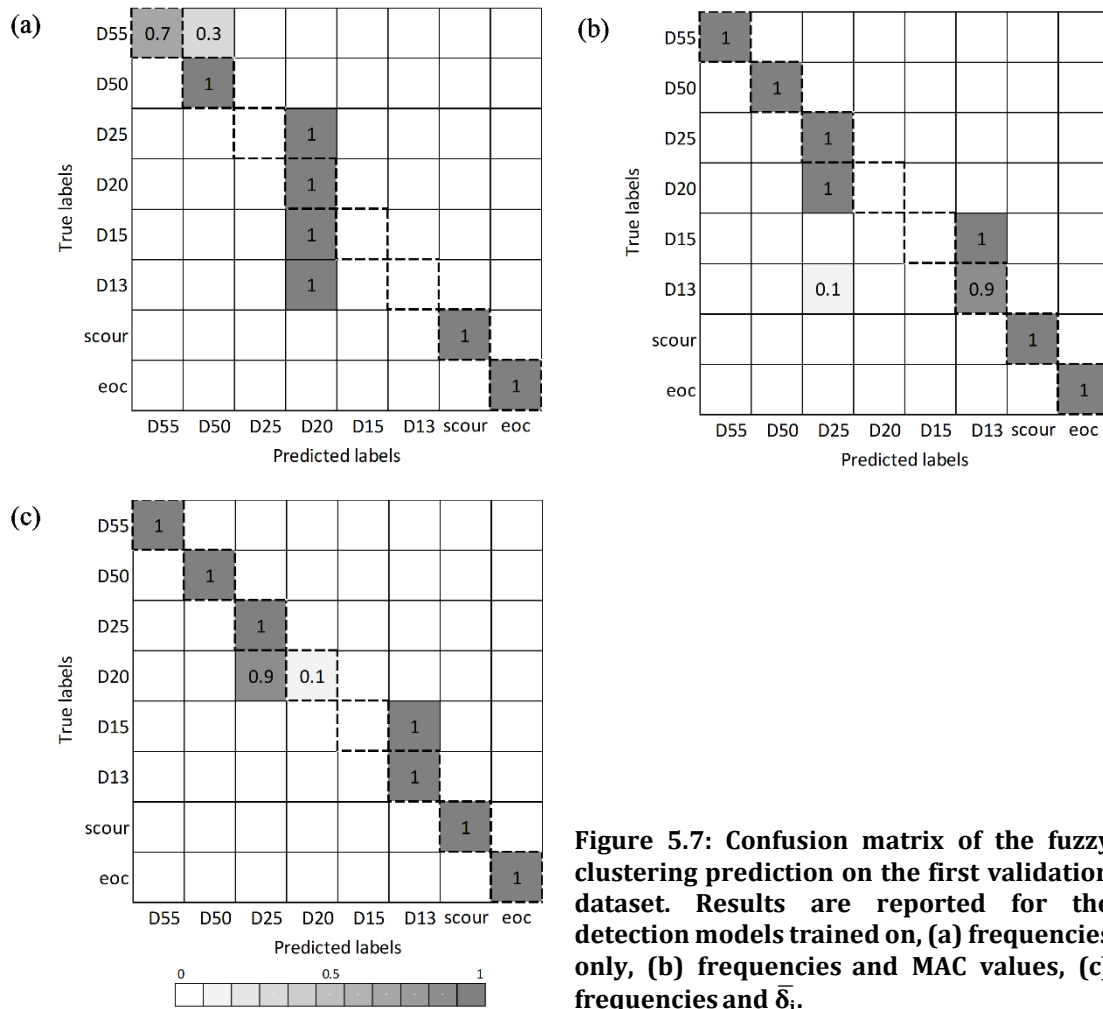 (a)
D55 0.7 0.3
D50 1
D25 1
D20 1
D15 1
D13 1
scour 1
eoc 1
True labels
D55 D50 D25 D20 D15 D13 scour eoc
Predicted labels
(b)
D55 1
D50 1
D25 1
D20 1
D15 1
D13 0.1 0.9
scour 1
eoc 1
True labels
D55 D50 D25 D20 D15 D13 scour eoc
Predicted labels
(c)
D55 1
D50 1
D25 1
D20 0.9 0.1
D15 1
D13 1
scour 1
eoc 1
True labels
D55 D50 D25 D20 D15 D13 scour eoc
Predicted labels
0 0.5 1
Figure 5.7: Confusion matrix of the fuzzy
clustering prediction on the first validation
dataset. Results are reported for the
detection models trained on, (a) frequencies
only, (b) frequencies and MAC values, (c)
frequencies and δ̅ᵢ.